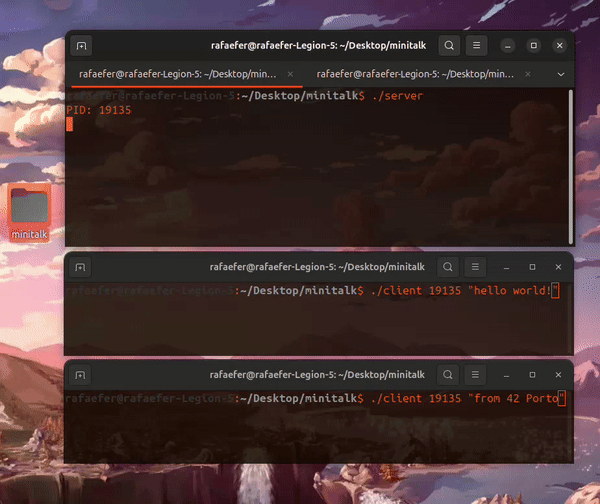 rafaefer@rafaefer-Legion-5: ~/Desktop/minitalk
rafaefer@rafaefer-Legion-5: ~/Desktop/min… × rafaefer@rafaefer-Legion-5: ~/Desktop/min… ×
rafaefer@rafaefer-Legion-5:~/Desktop/minitalk$ ./server
PID: 19135
minitalk
rafaefer@rafaefer-Legion-5: ~/Desktop/minitalk
rafaefer@rafaefer-Legion-5:~/Desktop/minitalk$ ./client 19135 "hello world!"
rafaefer@rafaefer-Legion-5: ~/Desktop/minitalk
rafaefer@rafaefer-Legion-5:~/Desktop/minitalk$ ./client 19135 "from 42 Porto"